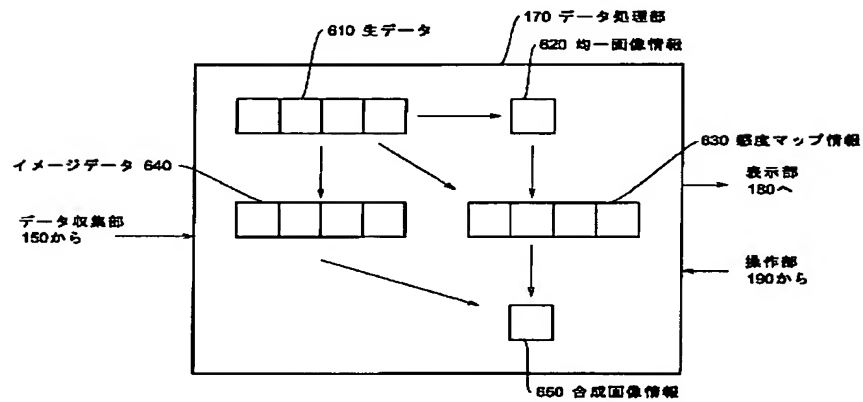 610 生データ
170 データ処理部
620 均一画像情報
イメージデータ 640
630 感度マップ情報
表示部
180へ
データ収集部
150から
操作部
190から
650 合成画像情報